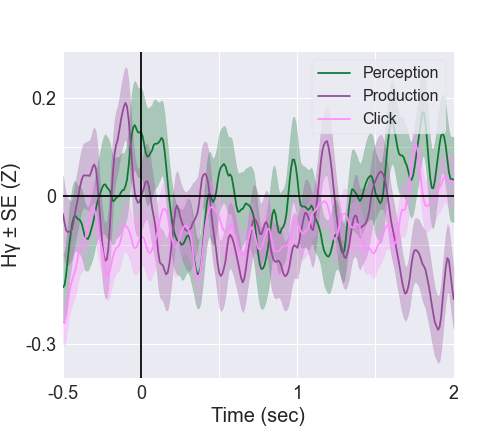 Perception
Production
Click
0.2
0
-0.3
Hγ ± SE (Z)
-0.5
0
1
2
Time (sec)